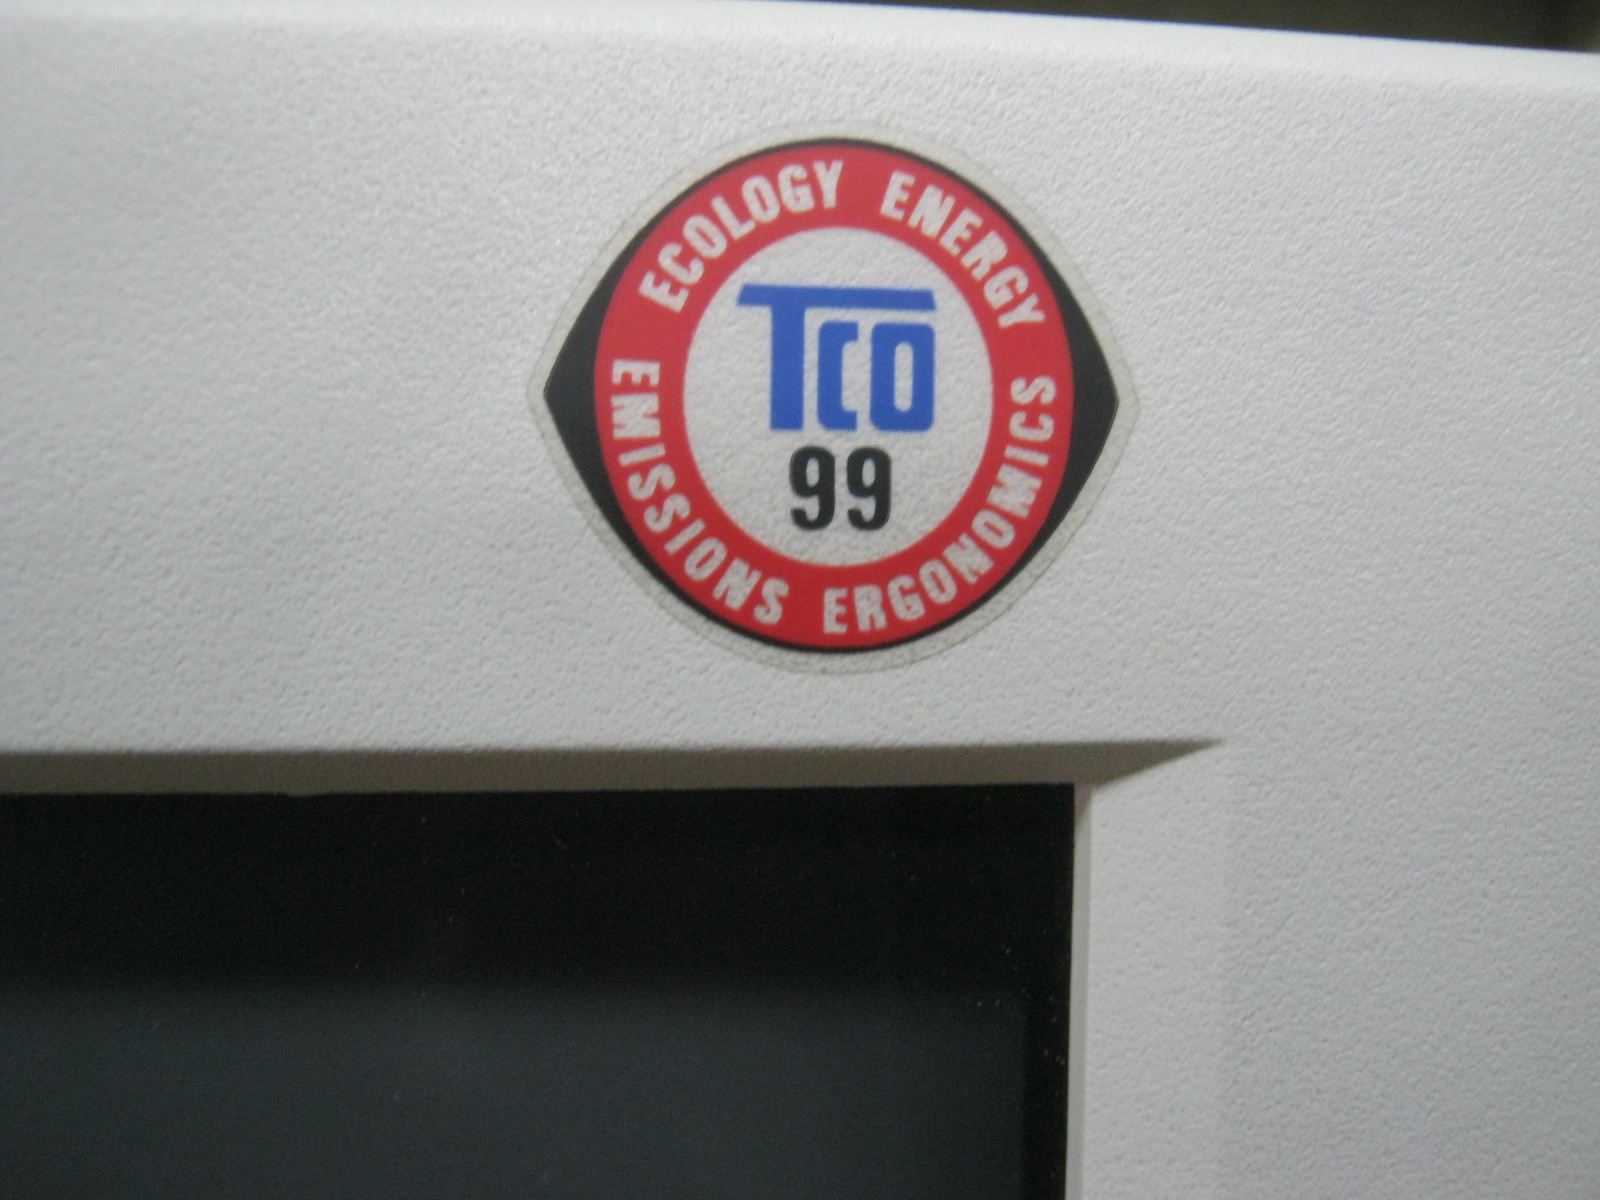 ECOLOGY ENERGY
TCO
99
EMISSIONS ERGONOMICS